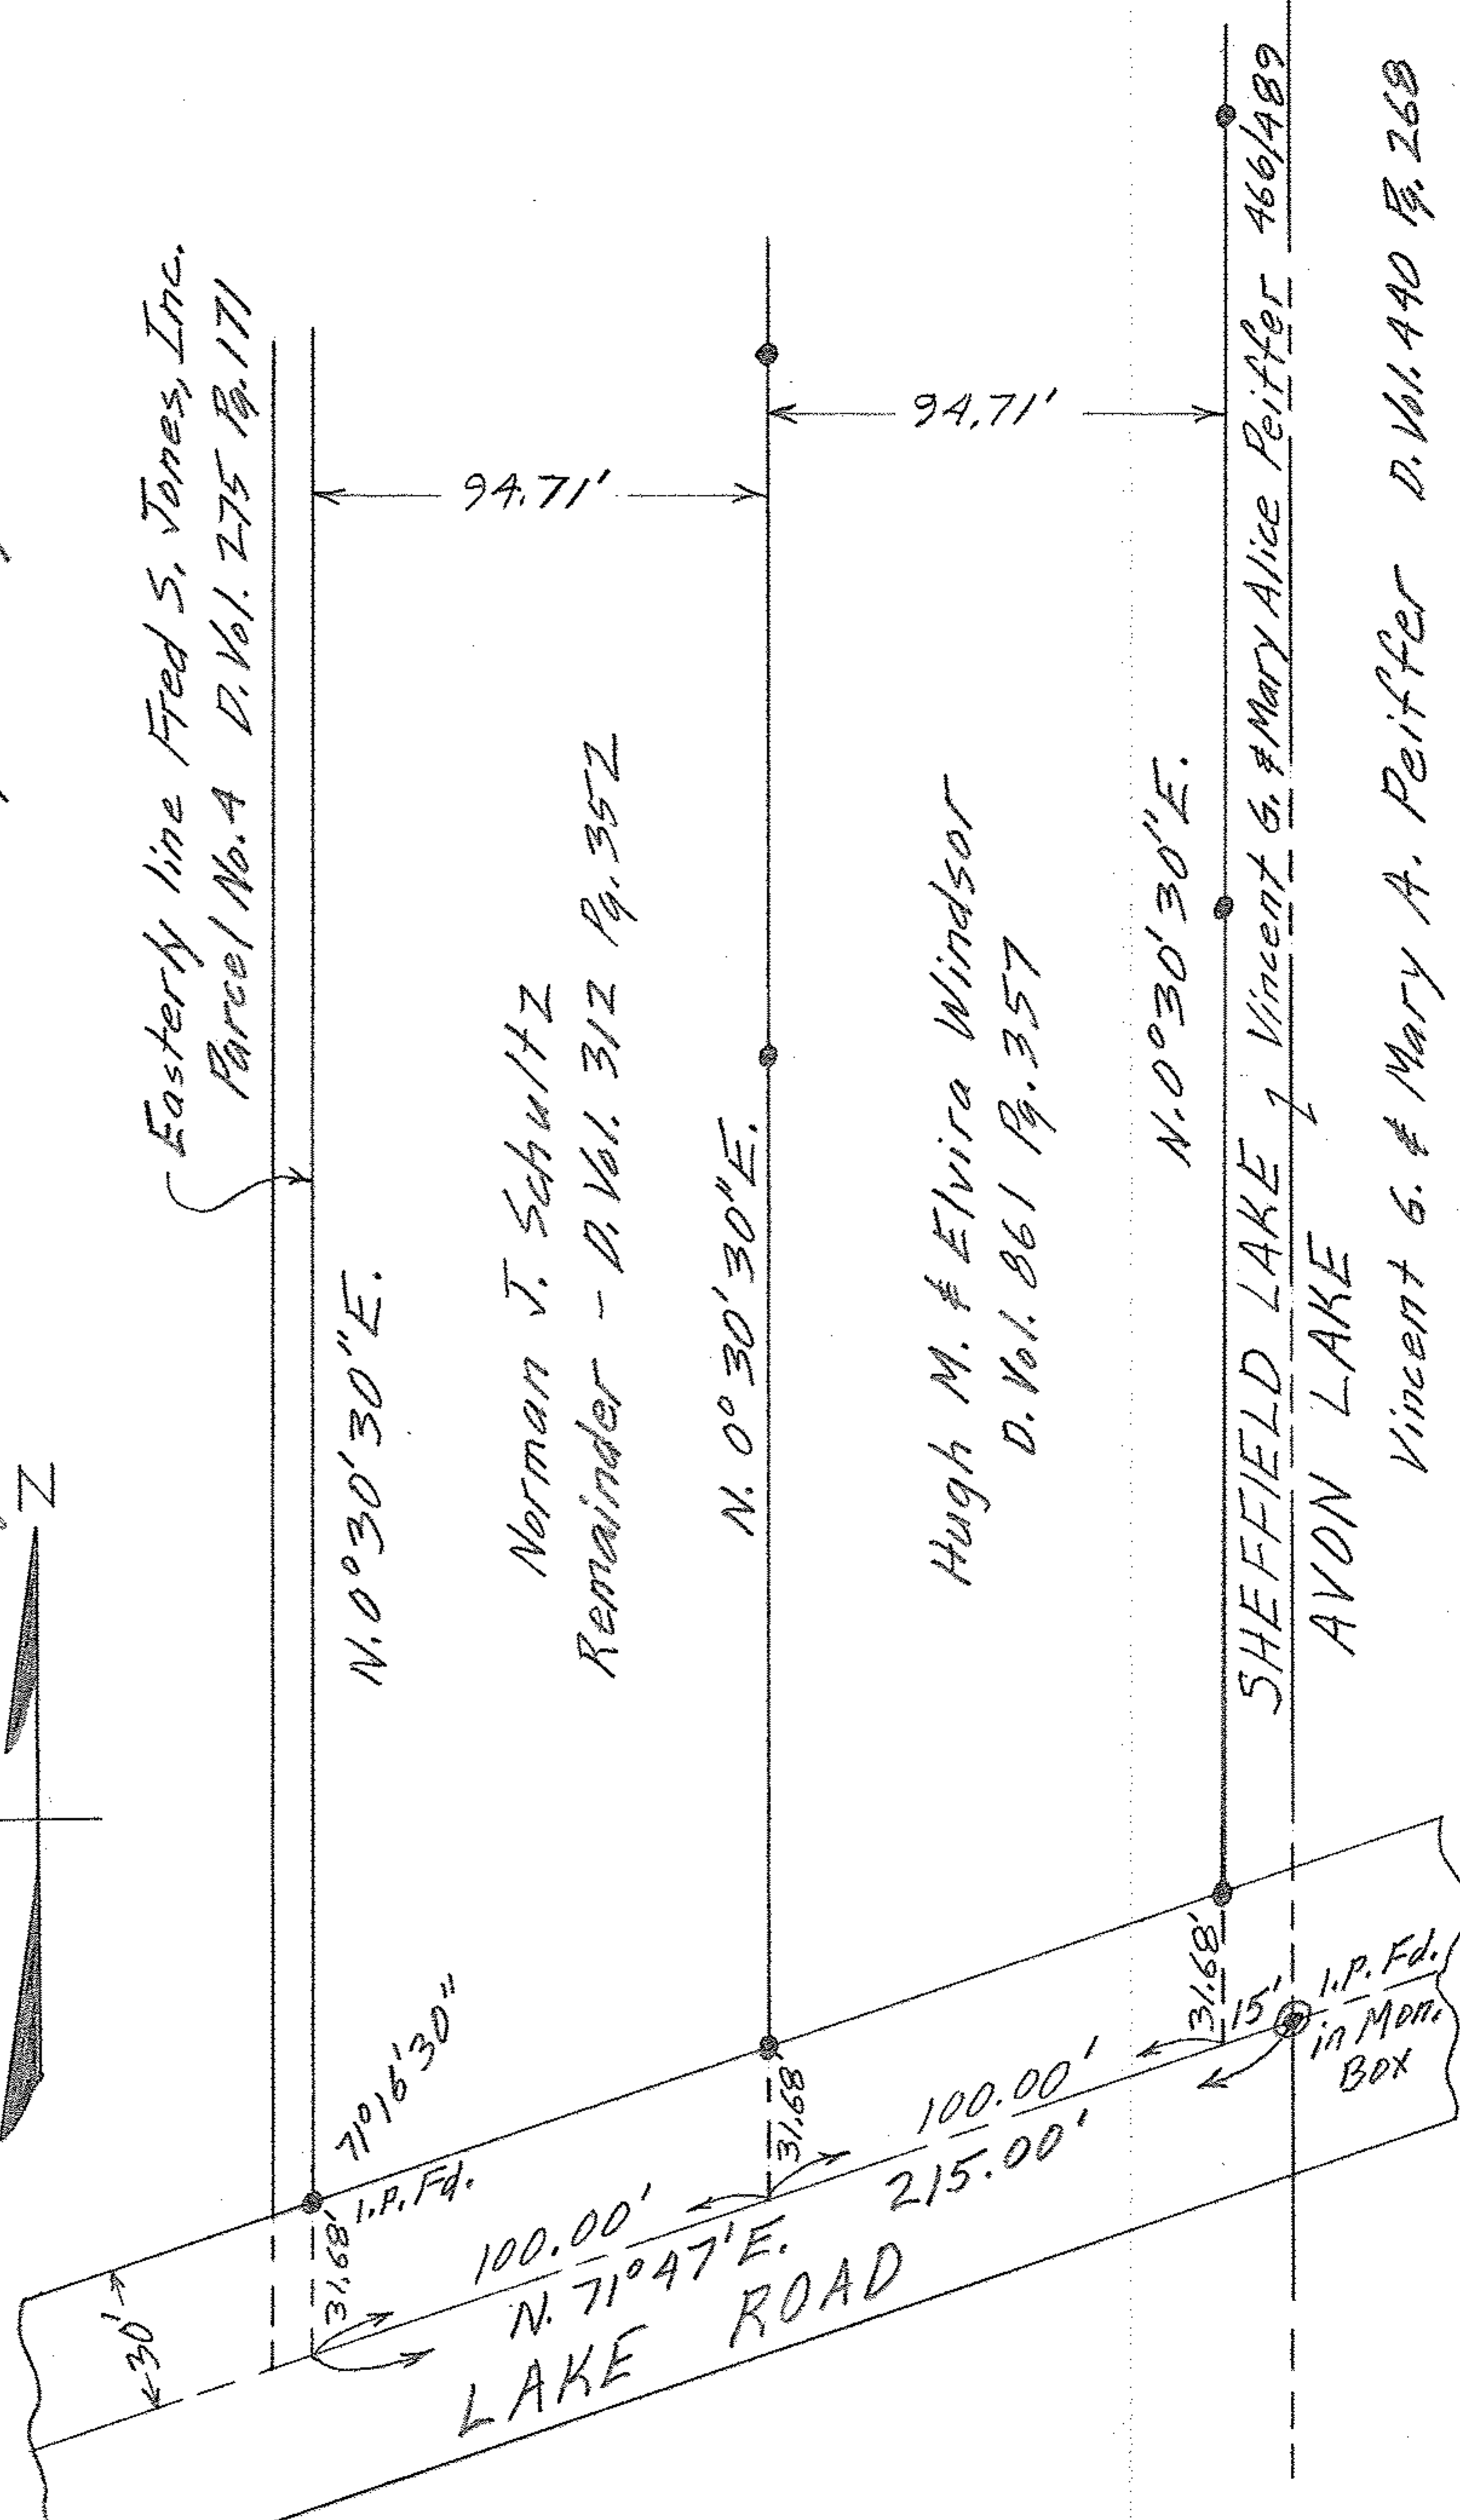 Z
Easterly line Fred S. Jones, Inc.
Parcel No. 4 D. Vol. 275 Pg. 171
N. 0° 30' 30" E.
94.71'
Norman J. Schultz
Remainder - D. Vol. 312 Pg. 352
N. 0° 30' 30" E.
94.71'
Hugh M. & Elvira Windsor
D. Vol. 861 Pg. 357
N. 0° 30' 30" E.
SHEFFIELD LAKE
Vincent G. & Mary Alice Peiffer 466/489
AVON LAKE
Vincent G. & Mary A. Peiffer D. Vol. 440 Pg. 268
30'
71° 16' 30"
I.P. Fd.
31.68'
100.00'
N. 71° 47' E.
31.68'
100.00'
215.00'
31.68'
15'
I.P. Fd.
in Mon.
Box
LAKE ROAD